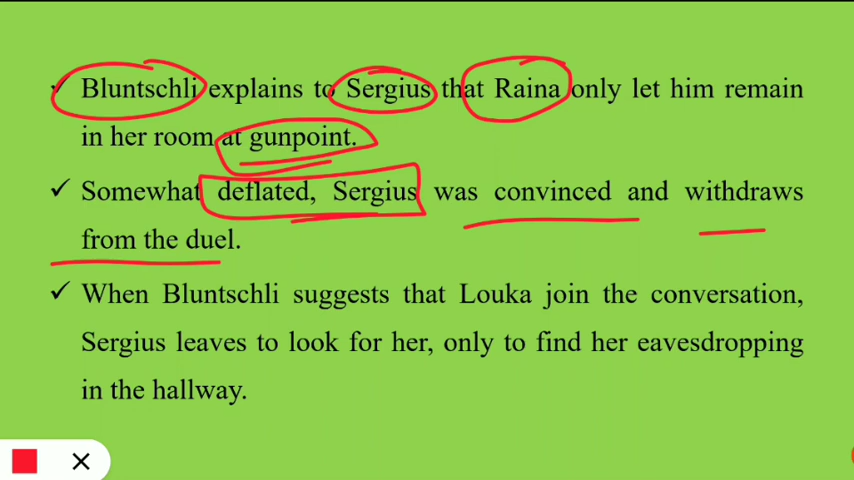 ✓ Bluntschli explains to Sergius that Raina only let him remain
in her room at gunpoint.
✓ Somewhat deflated, Sergius was convinced and withdraws
from the duel.
✓ When Bluntschli suggests that Louka join the conversation,
Sergius leaves to look for her, only to find her eavesdropping
in the hallway.